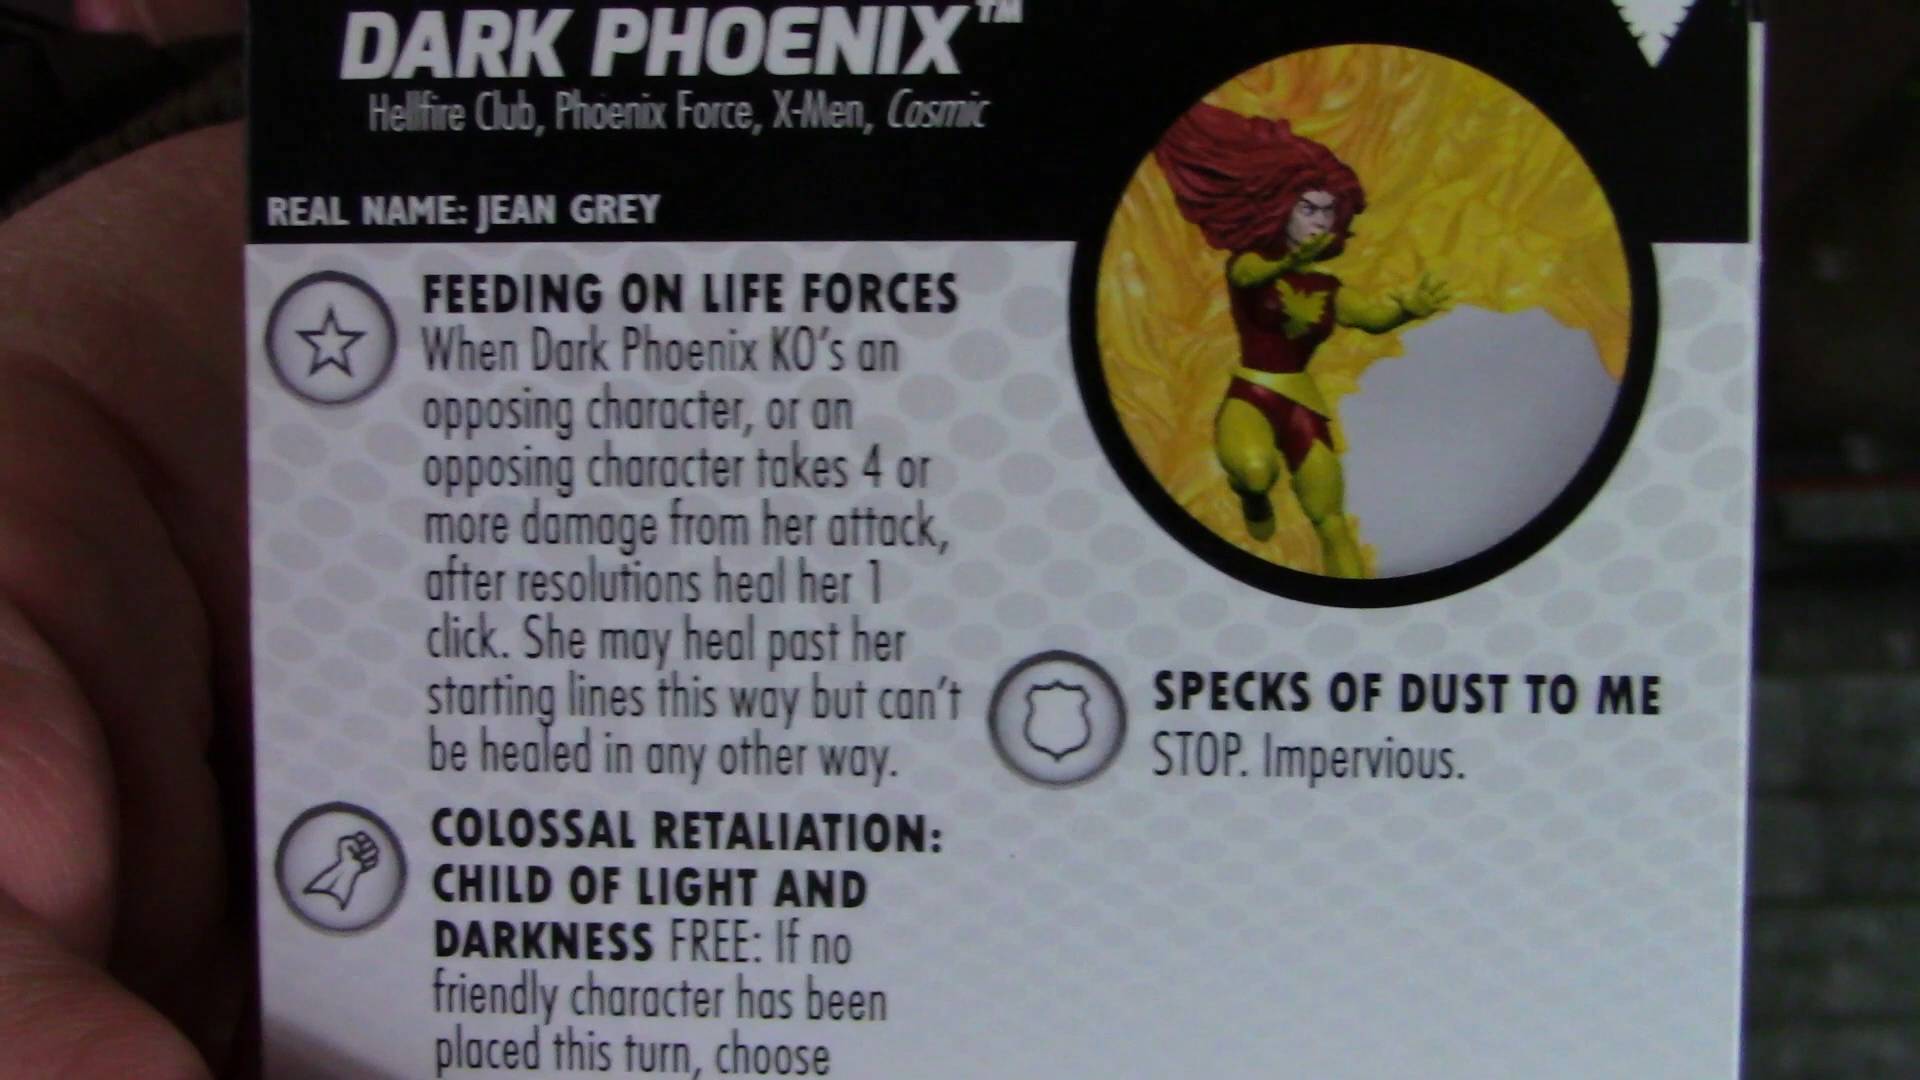 DARK PHOENIX™
Hellfire Club, Phoenix Force, X-Men, Cosmic
REAL NAME: JEAN GREY
FEEDING ON LIFE FORCES
When Dark Phoenix KO's an
opposing character, or an
opposing character takes 4 or
more damage from her attack,
after resolutions heal her 1
click. She may heal past her
starting lines this way but can't
be healed in any other way.
COLOSSAL RETALIATION:
CHILD OF LIGHT AND
DARKNESS FREE: If no
friendly character has been
placed this turn, choose
SPECKS OF DUST TO ME
STOP. Impervious.